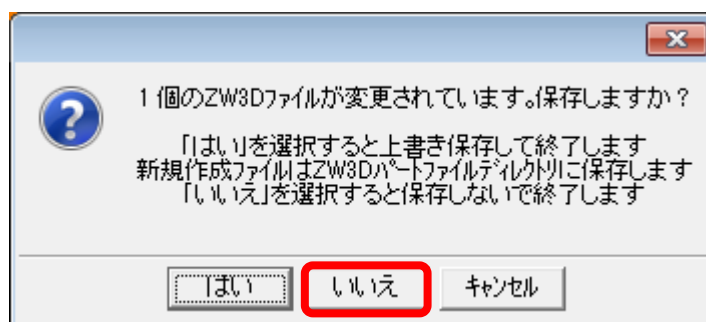 1個のZW3Dファイルが変更されています。保存しますか？
「はい」を選択すると上書き保存して終了します
新規作成ファイルはZW3Dパートファイルディレクトリに保存します
「いいえ」を選択すると保存しないで終了します
はい
いいえ
キャンセル